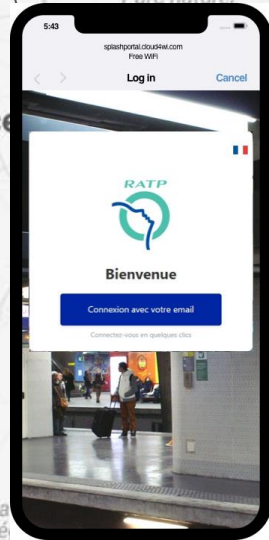 5:43
splashportal.cloud4wi.com
Free WiFi
Log in
Cancel
RATP
Bienvenue
Connexion avec votre email
Connectez-vous en quelques clics